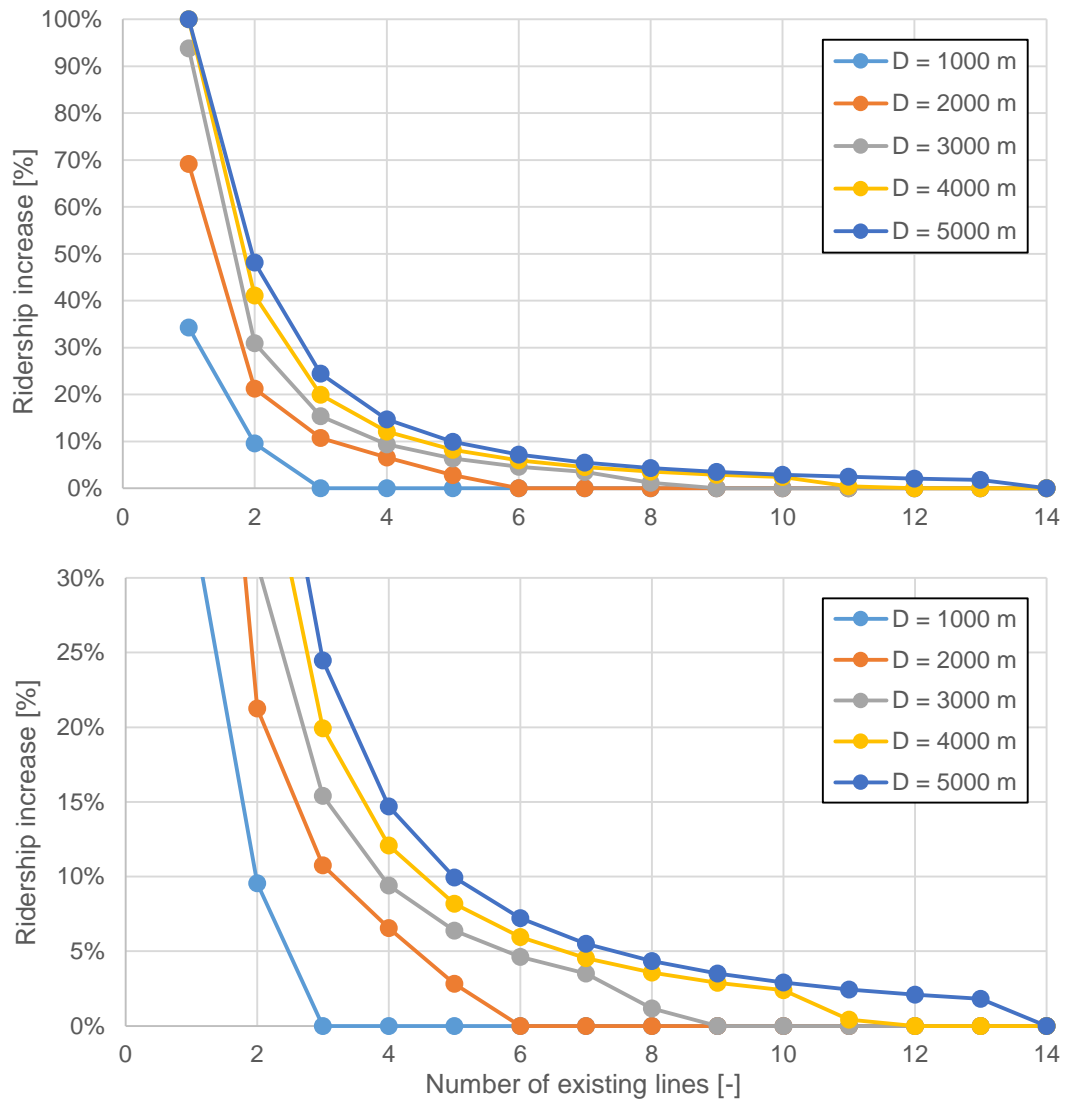 100%
90%
80%
70%
60%
50%
40%
30%
20%
10%
0%
Ridership increase [%]
0 2 4 6 8 10 12 14
D = 1000 m
D = 2000 m
D = 3000 m
D = 4000 m
D = 5000 m
30%
25%
20%
15%
10%
5%
0%
Ridership increase [%]
0 2 4 6 8 10 12 14
Number of existing lines [-]
D = 1000 m
D = 2000 m
D = 3000 m
D = 4000 m
D = 5000 m